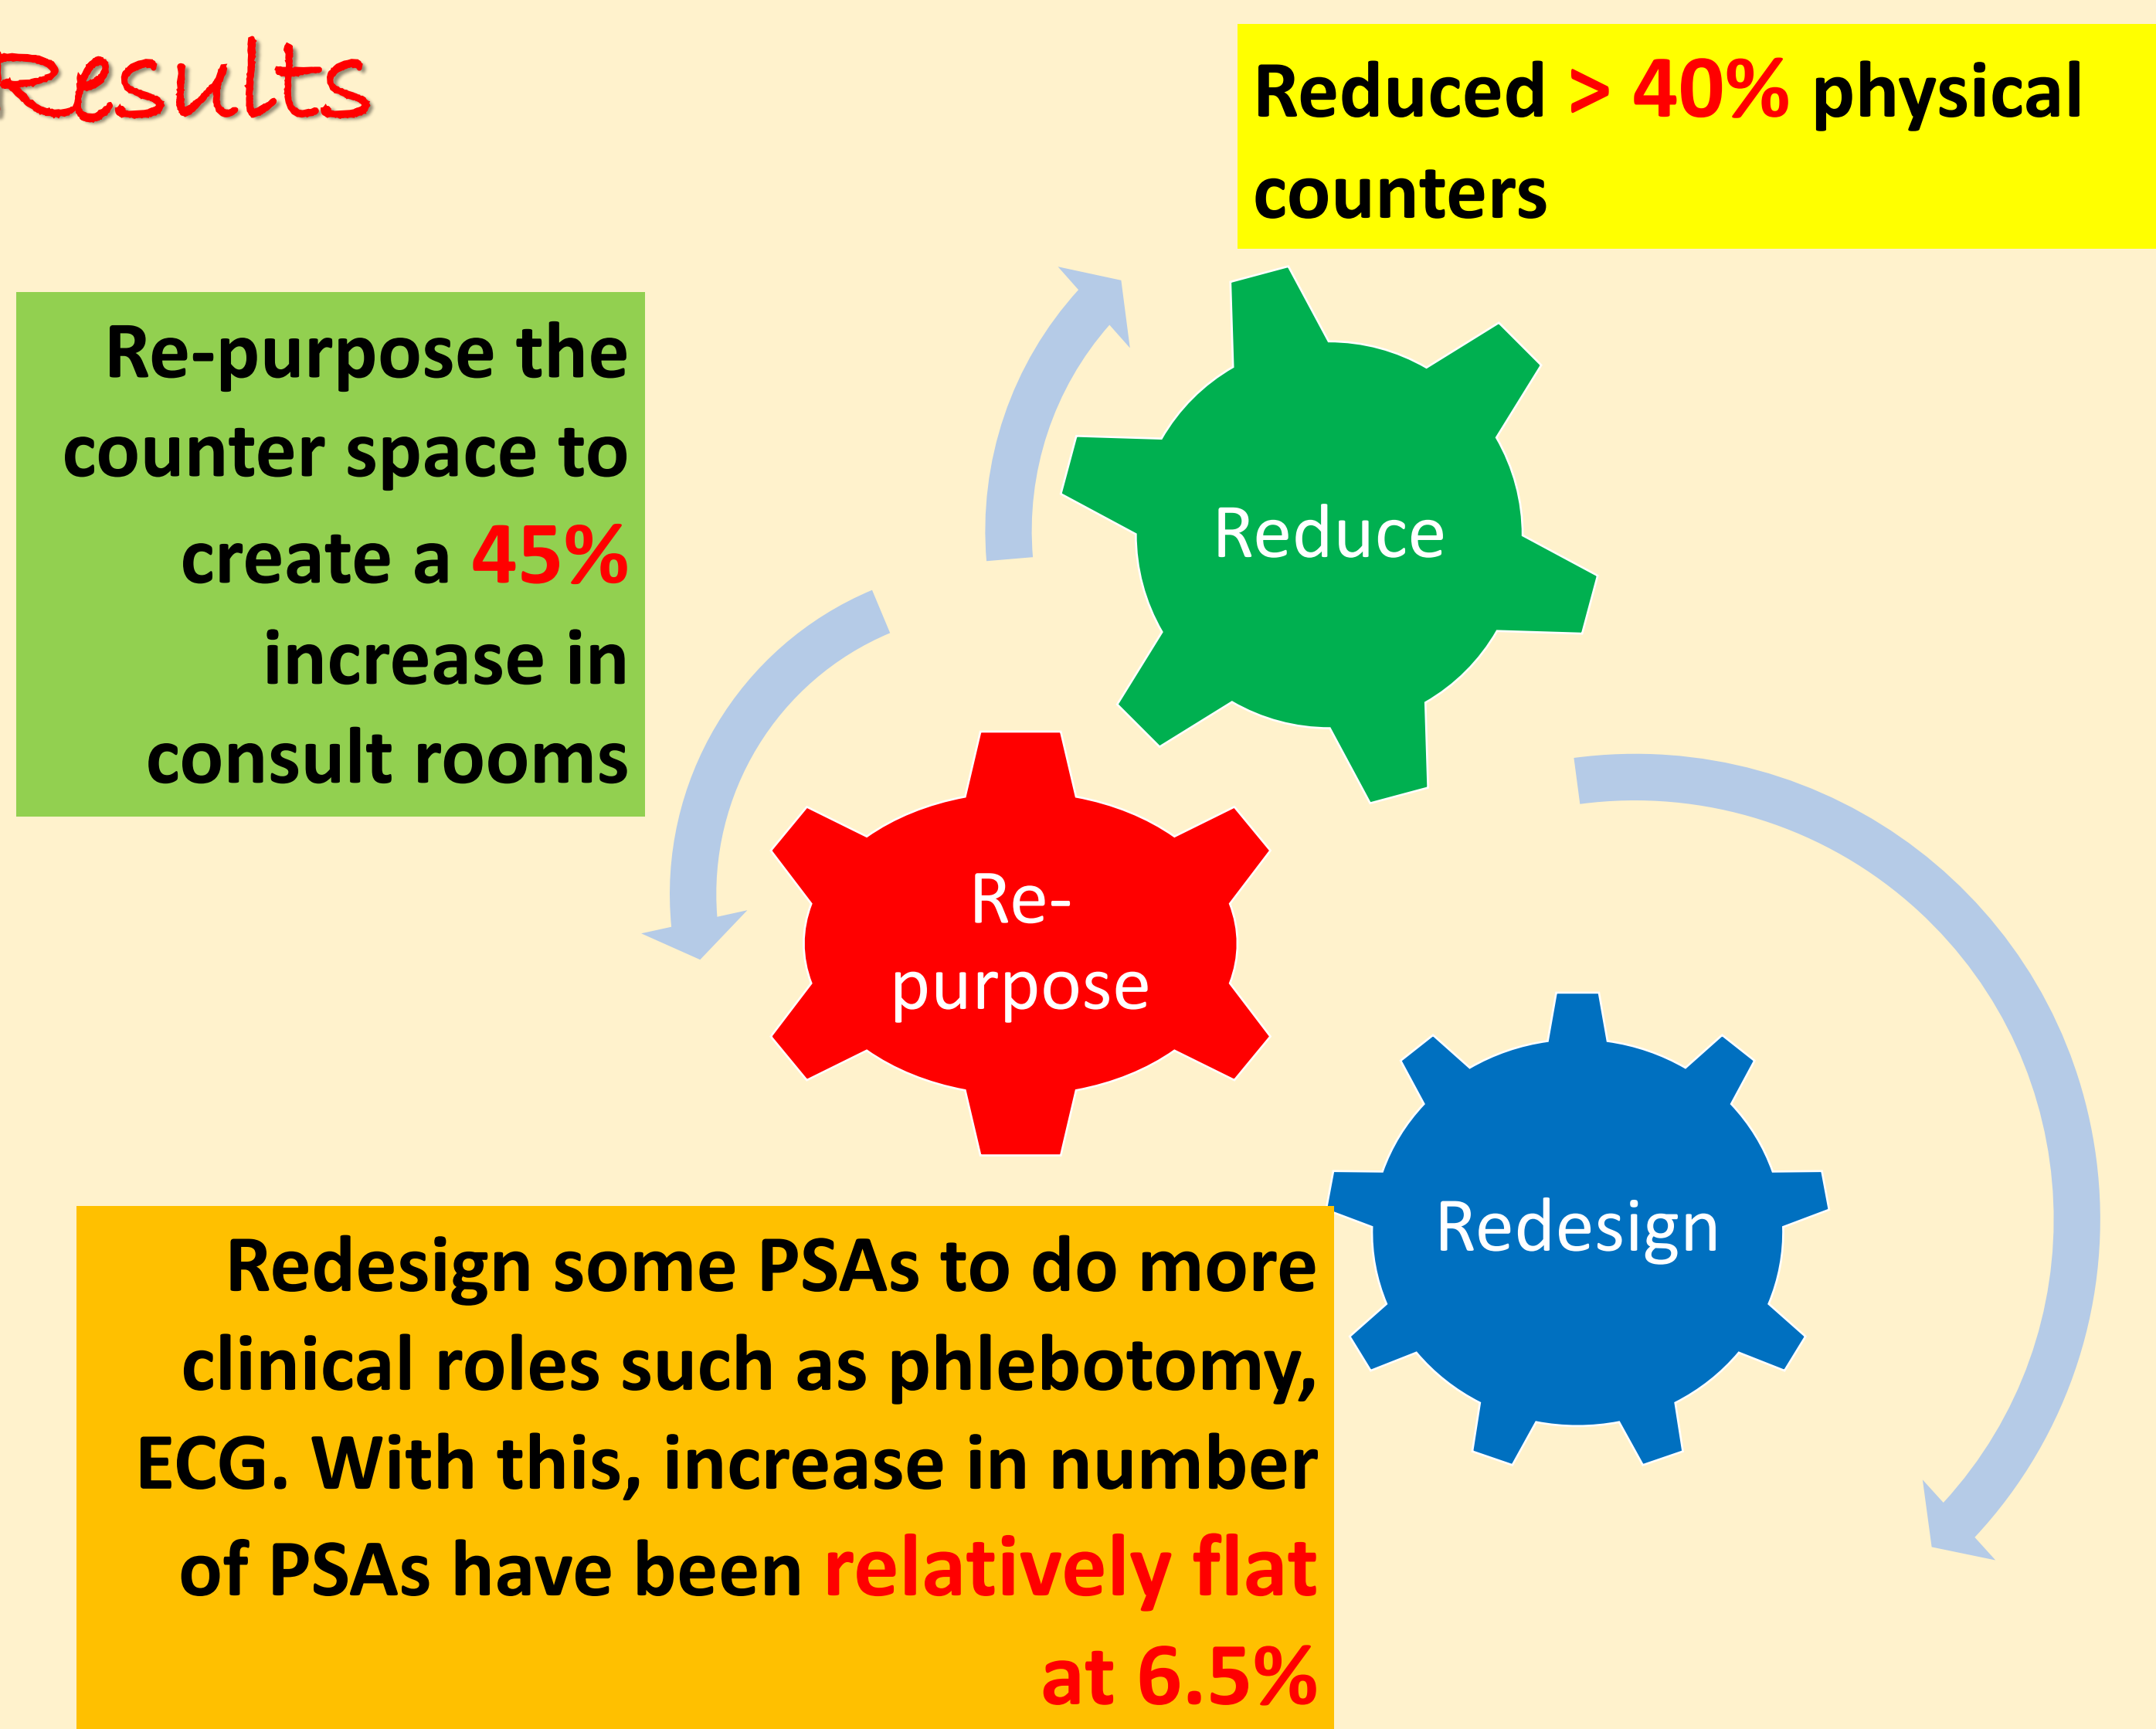 Results
Reduced > 40% physical
counters
Re-purpose the
counter space to
create a 45%
increase in
consult rooms
Reduce
Re-
purpose
Redesign
Redesign some PSAs to do more
clinical roles such as phlebotomy,
ECG. With this, increase in number
of PSAs have been relatively flat
at 6.5%